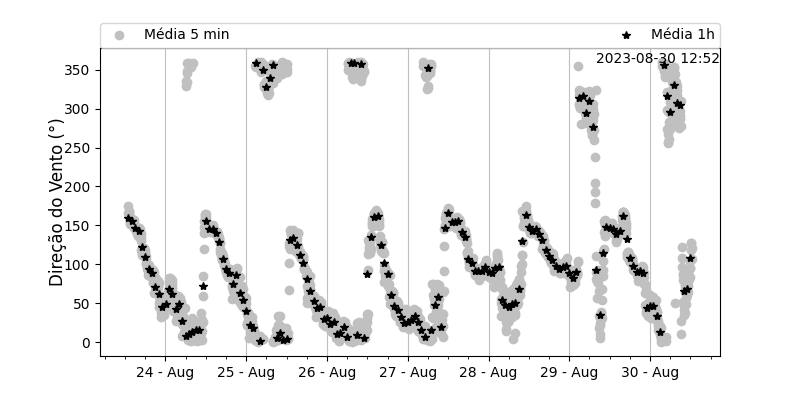 Média 5 min
Média 1h
2023-08-30 12:52
Direção do Vento (°)
350
300
250
200
150
100
50
0
24 - Aug
25 - Aug
26 - Aug
27 - Aug
28 - Aug
29 - Aug
30 - Aug